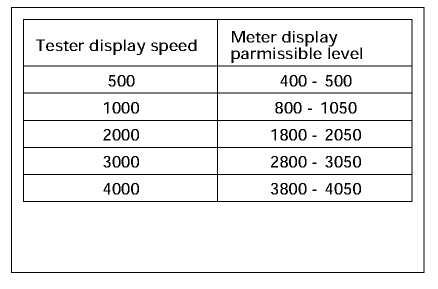 Tester display speed
Meter display
parmissible level
500
400 - 500
1000
800 - 1050
2000
1800 - 2050
3000
2800 - 3050
4000
3800 - 4050